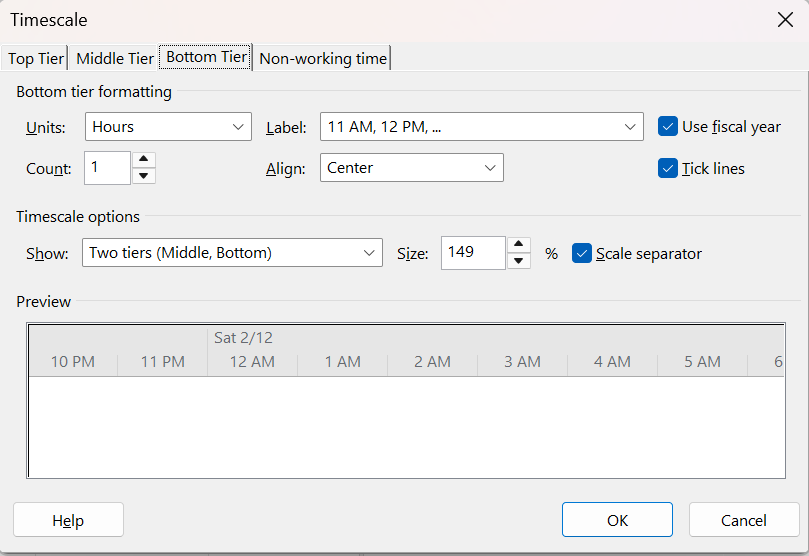 Timescale
Top Tier Middle Tier Bottom Tier Non-working time
Bottom tier formatting
Units: Hours Label: 11 AM, 12 PM, ... Use fiscal year
Count: 1 Align: Center Tick lines
Timescale options
Show: Two tiers (Middle, Bottom) Size: 149 % Scale separator
Preview
Sat 2/12
10 PM 11 PM 12 AM 1 AM 2 AM 3 AM 4 AM 5 AM 6
Help OK Cancel